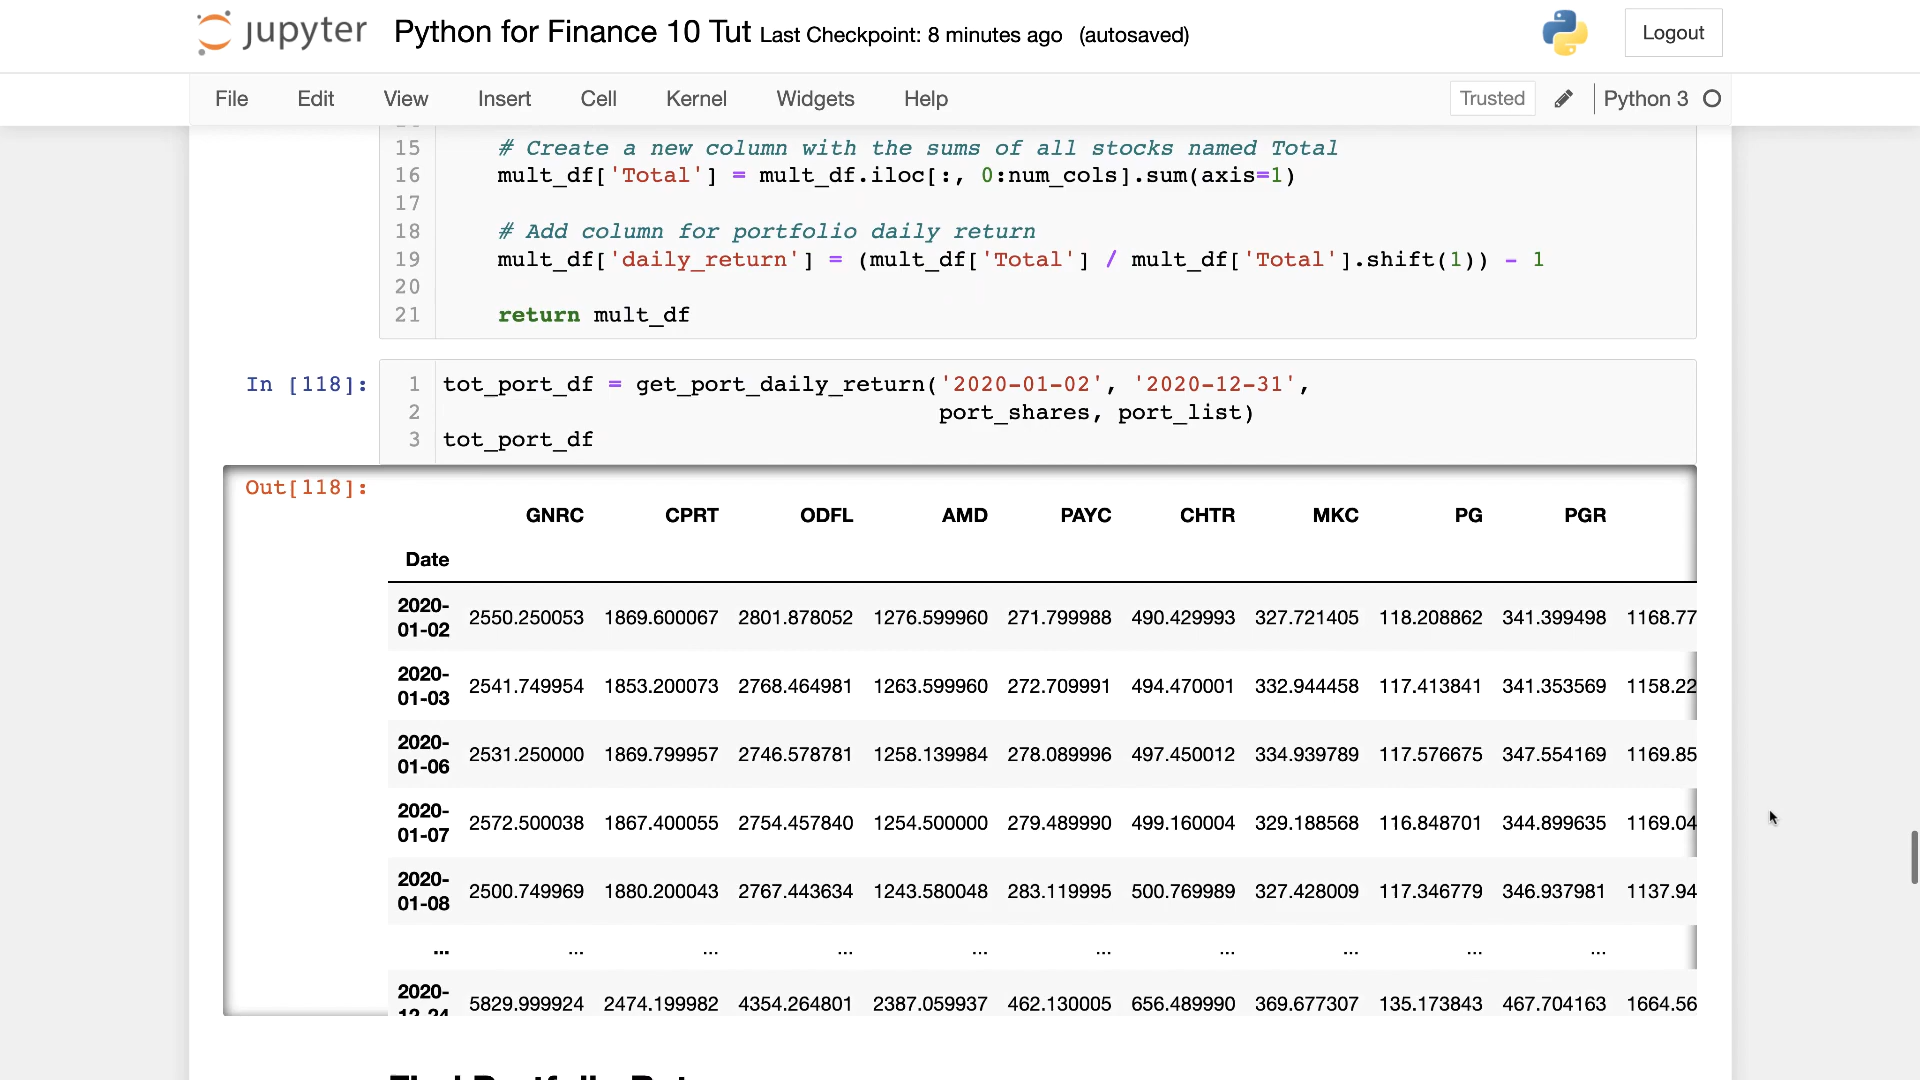 jupyter Python for Finance 10 Tut Last Checkpoint: 8 minutes ago (autosaved) Logout
File Edit View Insert Cell Kernel Widgets Help Trusted Python 3
15 # Create a new column with the sums of all stocks named Total
16 mult_df['Total'] = mult_df.iloc[:, 0:num_cols].sum(axis=1)
17
18 # Add column for portfolio daily return
19 mult_df['daily_return'] = (mult_df['Total'] / mult_df['Total'].shift(1)) - 1
20
21 return mult_df
In [118]: 1 tot_port_df = get_port_daily_return('2020-01-02', '2020-12-31',
2 port_shares, port_list)
3 tot_port_df
Out[118]:
GNRC CPRT ODFL AMD PAYC CHTR MKC PG PGR
Date
2020-
01-02 2550.250053 1869.600067 2801.878052 1276.599960 271.799988 490.429993 327.721405 118.208862 341.399498 1168.77
2020-
01-03 2541.749954 1853.200073 2768.464981 1263.599960 272.709991 494.470001 332.944458 117.413841 341.353569 1158.22
2020-
01-06 2531.250000 1869.799957 2746.578781 1258.139984 278.089996 497.450012 334.939789 117.576675 347.554169 1169.85
2020-
01-07 2572.500038 1867.400055 2754.457840 1254.500000 279.489990 499.160004 329.188568 116.848701 344.899635 1169.04
2020-
01-08 2500.749969 1880.200043 2767.443634 1243.580048 283.119995 500.769989 327.428009 117.346779 346.937981 1137.94
... ... ... ... ... ... ... ... ... ...
2020-
12-24 5829.999924 2474.199982 4354.264801 2387.059937 462.130005 656.489990 369.677307 135.173843 467.704163 1664.56